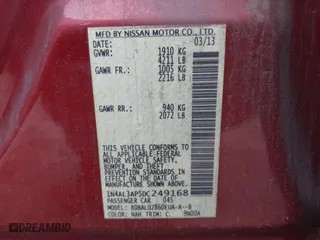 MFD BY NISSAN MOTOR CO., LTD.
DATE: 03/13
GVWR: 1910 KG
4211 LB
GAWR FR.: 1005 KG
2216 LB
GAWR RR: 940 KG
2072 LB
THIS VEHICLE CONFORMS TO ALL
APPLICABLE FEDERAL MOTOR
VEHICLE SAFETY, BUMPER,
AND THEFT PREVENTION
STANDARDS IN EFFECT ON THE
DATE OF MANUFACTURE
SHOWN ABOVE.
1N4AL3AP5DC249168
PASSENGER CAR 045
MODEL: BDBALUZ860EUA-A--B
COLOR: NAH TRIM: C 9N00A